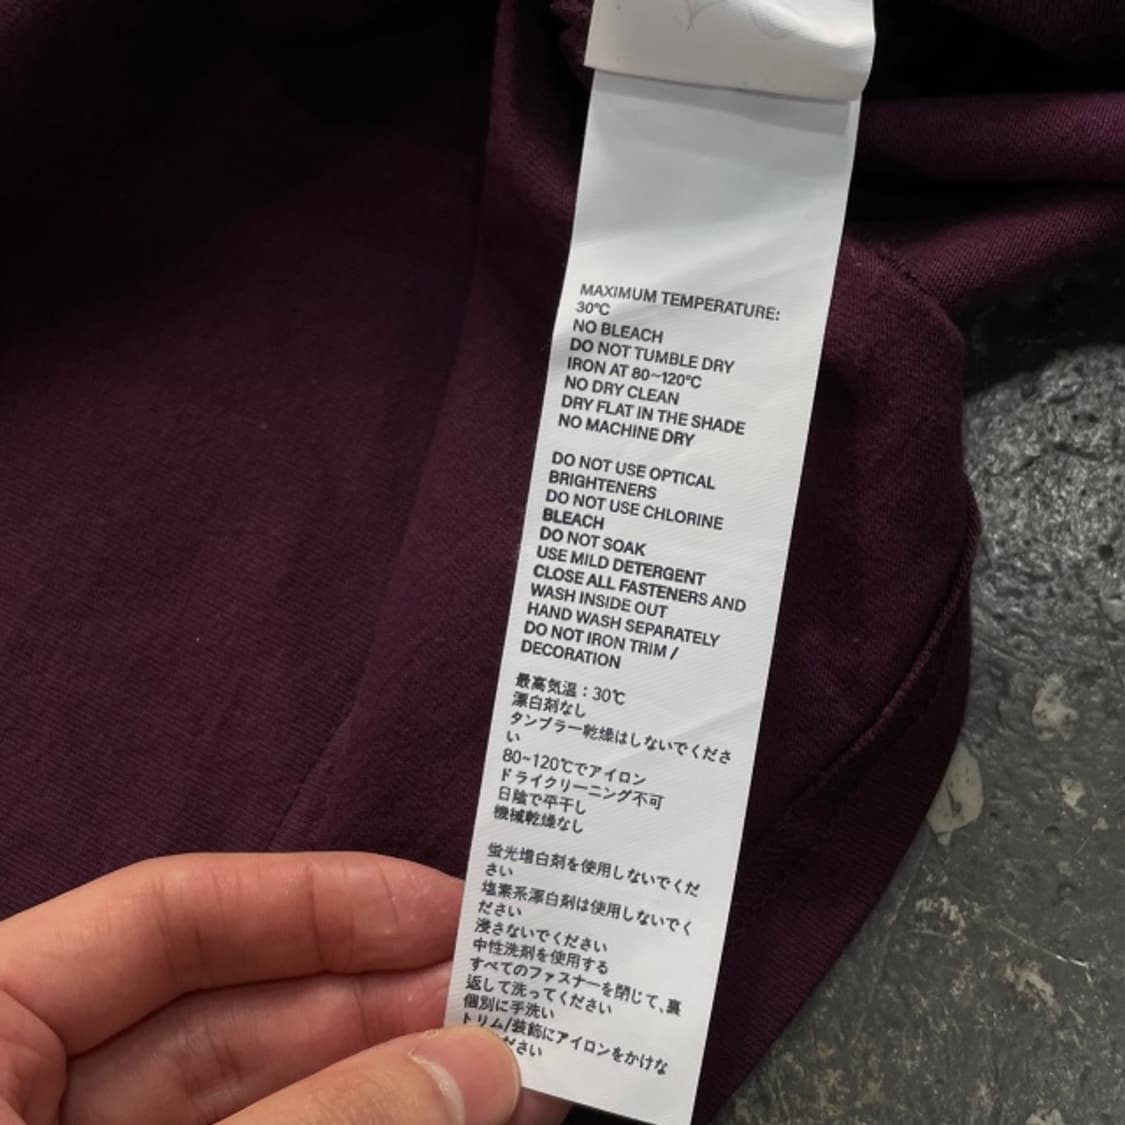 MAXIMUM TEMPERATURE:
30°C
NO BLEACH
DO NOT TUMBLE DRY
IRON AT 80~120°C
NO DRY CLEAN
DRY FLAT IN THE SHADE
NO MACHINE DRY
DO NOT USE OPTICAL
BRIGHTENERS
DO NOT USE CHLORINE
BLEACH
DO NOT SOAK
USE MILD DETERGENT
CLOSE ALL FASTENERS AND
WASH INSIDE OUT
HAND WASH SEPARATELY
DO NOT IRON TRIM /
DECORATION
最高気温：30℃
漂白剤なし
タンブラー乾燥はしないでくださ
い
80~120℃でアイロン
ドライクリーニング不可
日陰で平干し
機械乾燥なし
蛍光増白剤を使用しないでくだ
さい
塩素系漂白剤は使用しないでく
ださい
浸さないでください
中性洗剤を使用する
すべてのファスナーを閉じて、裏
返して洗ってください
個別に手洗い
トリム/装飾にアイロンをかけな
ださい